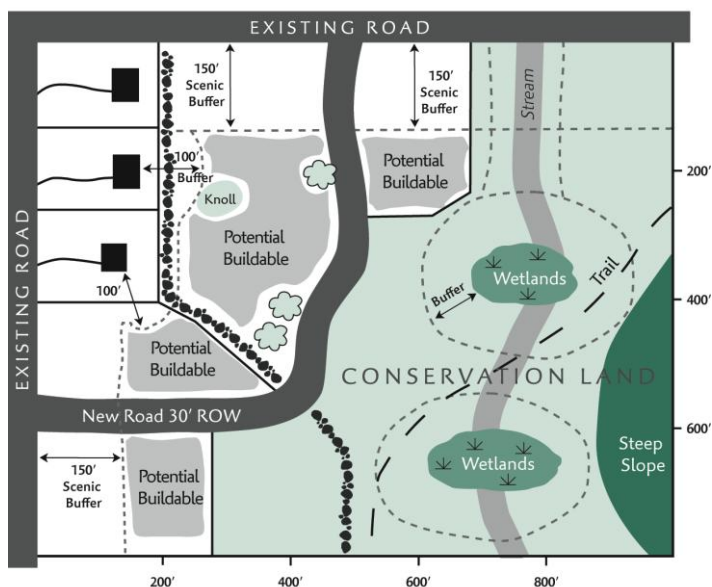 EXISTING ROAD
150'
Scenic
Buffer
150'
Scenic
Buffer
Stream
100'
Buffer
Knoll
Potential
Buildable
Potential
Buildable
200'
EXISTING ROAD
Wetlands
Trail
Buffer
100'
400'
Potential
Buildable
CONSERVATION LAND
New Road 30' ROW
600'
Steep
Slope
Wetlands
150'
Scenic
Buffer
Potential
Buildable
200'
400'
600'
800'